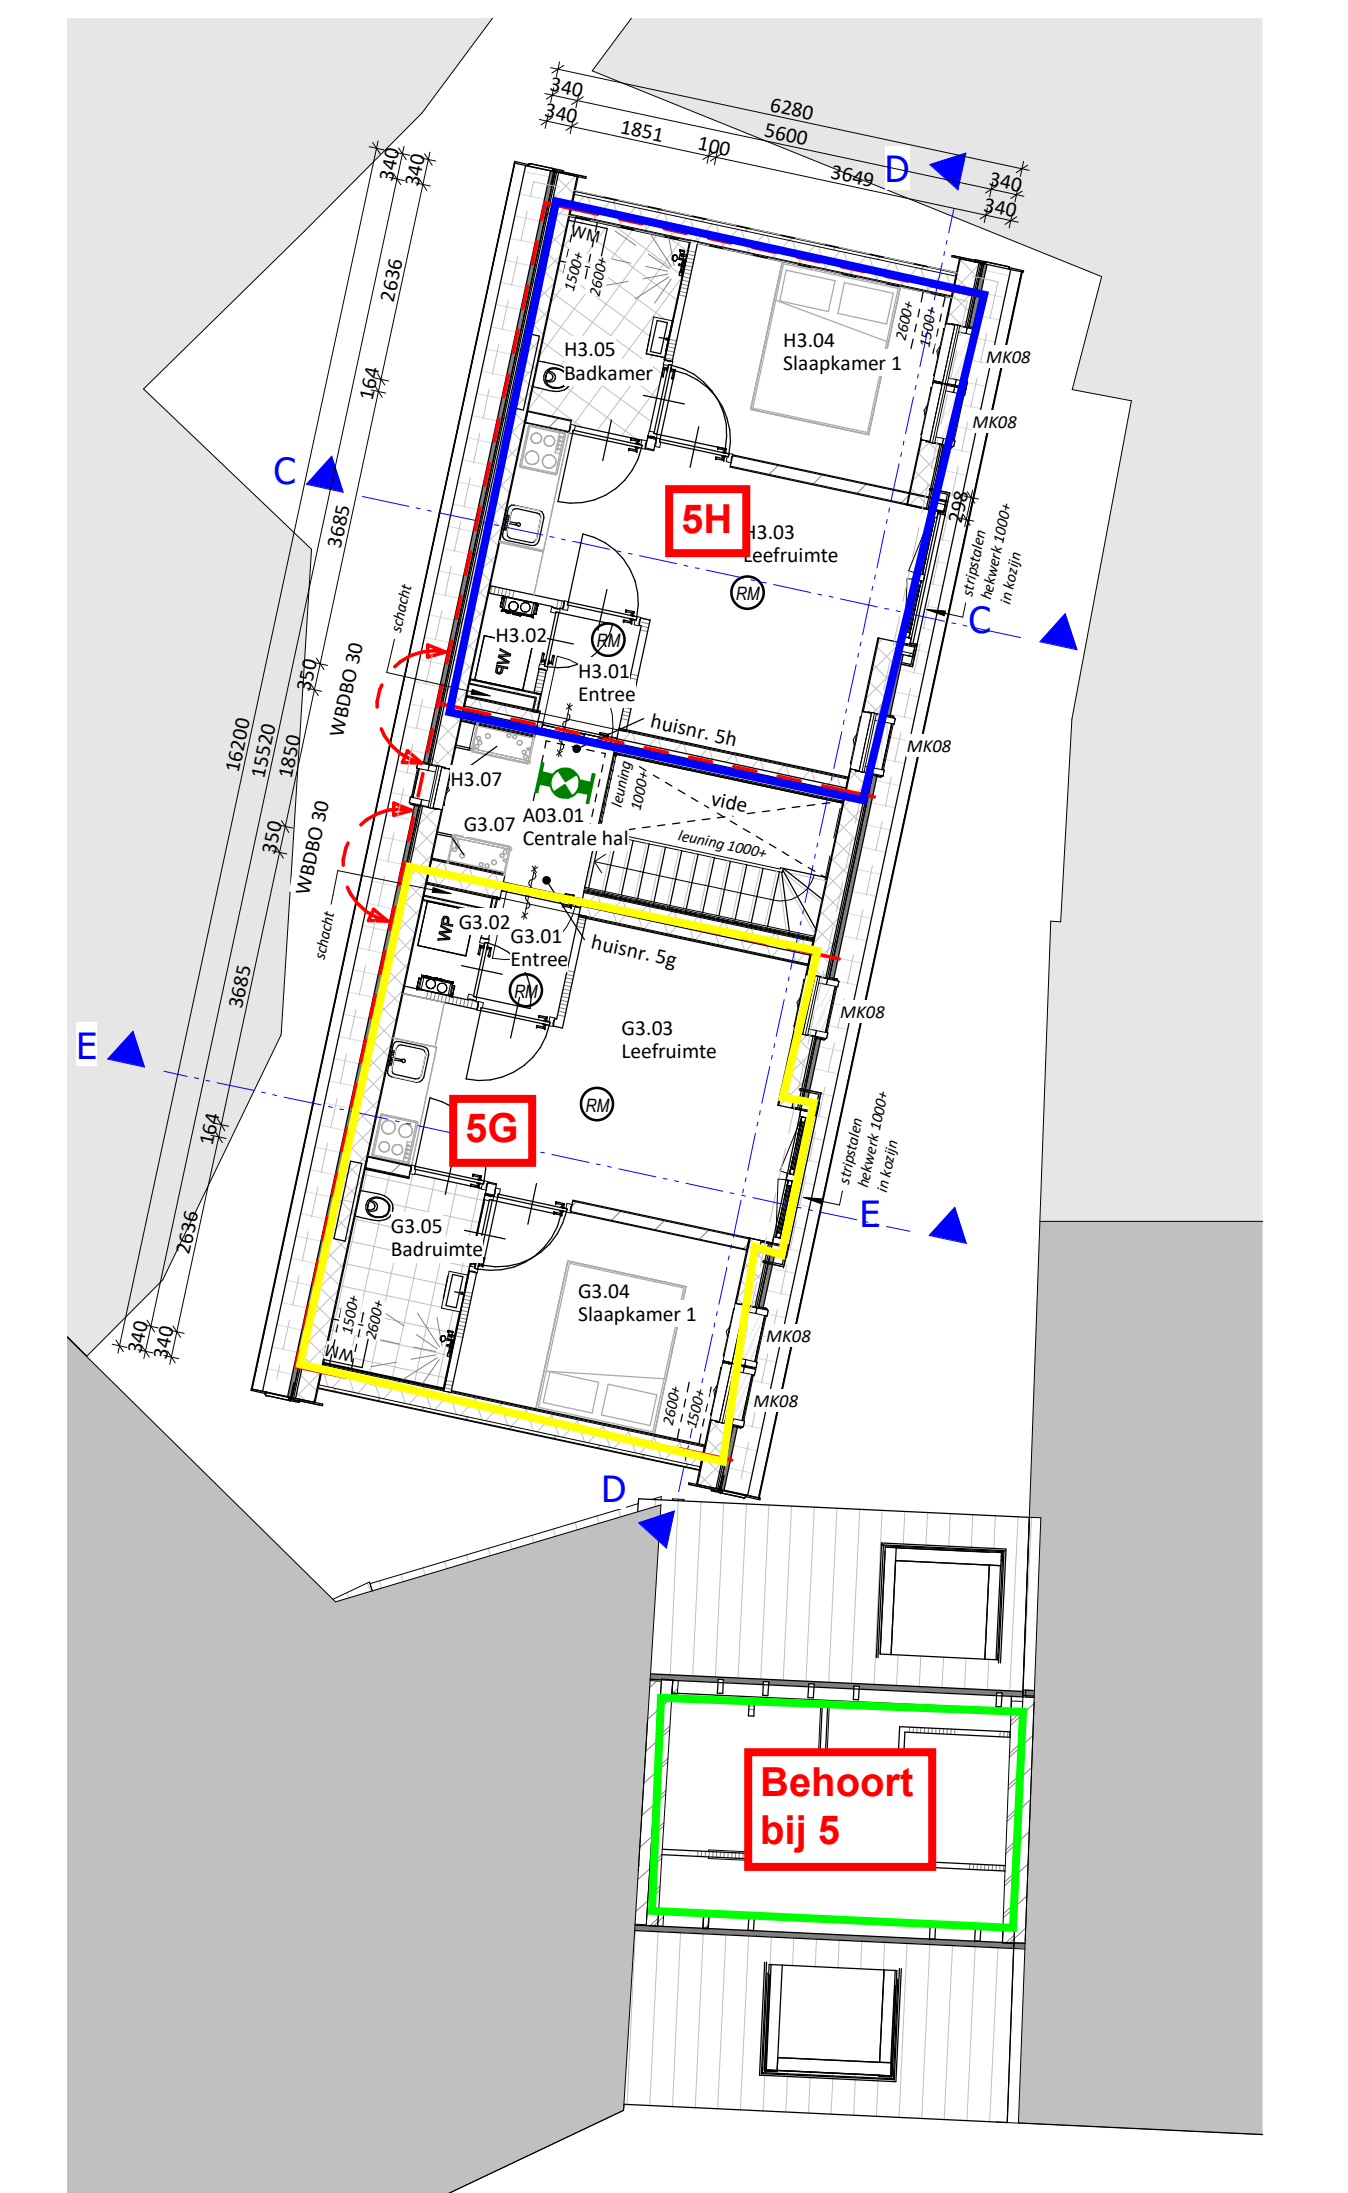 6280
5600
340
340
1851
100
3649
340
340
D
340
340
2636
164
3685
350
1850
350
15520
16200
3685
164
2636
340
340
WM
1500+
2600+
H3.05
Badkamer
H3.04
Slaapkamer 1
2600+
1500+
MK08
MK08
C
5H
H3.03
Leefruimte
RM
298
stripstalen
hekwerk 1000+
in kozijn
C
schacht
WBDBO 30
H3.02
WP
RM
H3.01
Entree
huisnr. 5h
MK08
H3.07
leuning
1000+
vide
A03.01
Centrale hal
leuning 1000+
G3.07
WBDBO 30
schacht
G3.02
WP
G3.01
Entree
huisnr. 5g
RM
MK08
E
G3.03
Leefruimte
RM
5G
stripstalen
hekwerk 1000+
in kozijn
E
G3.05
Badruimte
G3.04
Slaapkamer 1
1500+
2600+
WM
MK08
MK08
2600+
1500+
D
Behoort
bij 5